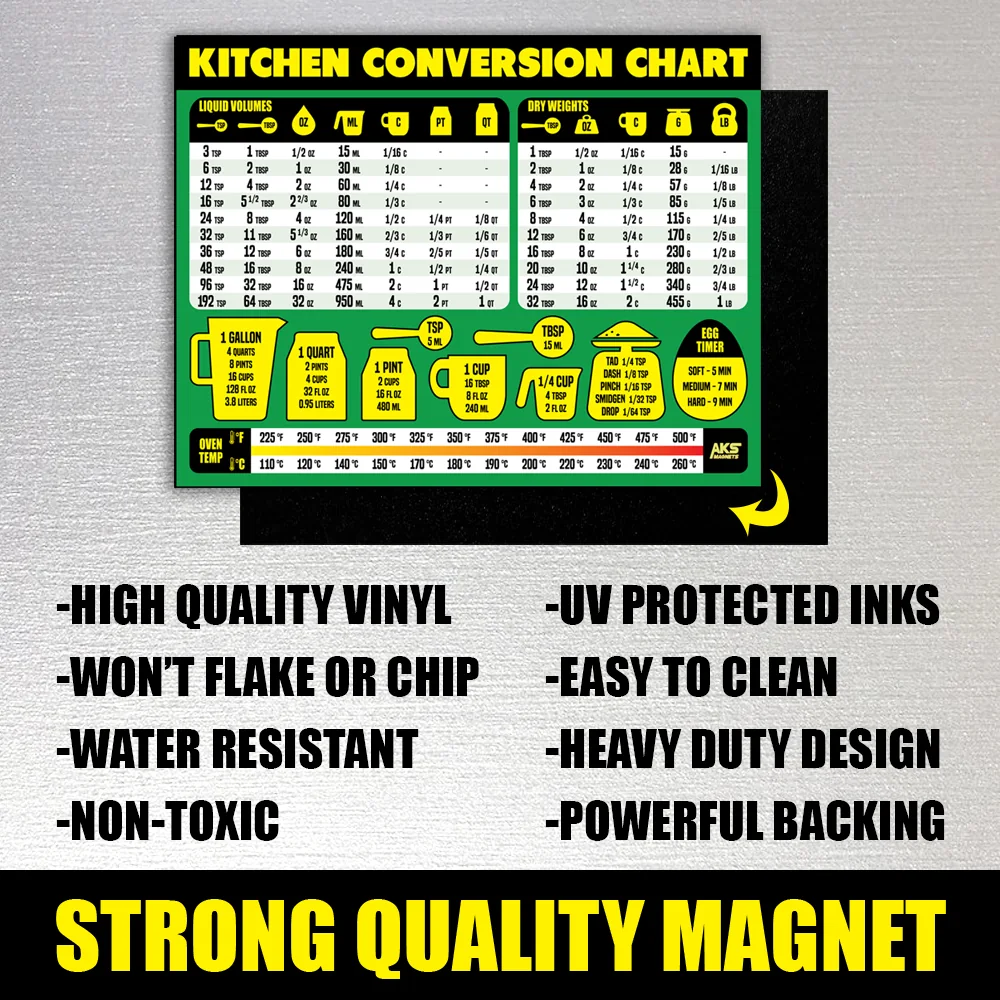 KITCHEN CONVERSION CHART
LIQUID VOLUMES
TSP TBSP OZ ML C PT QT
3 TSP 1 TBSP 1/2 OZ 15 ML 1/16 C - -
6 TSP 2 TBSP 1 OZ 30 ML 1/8 C - -
12 TSP 4 TBSP 2 OZ 60 ML 1/4 C - -
16 TSP 5 1/2 TBSP 2 2/3 OZ 80 ML 1/3 C - -
24 TSP 8 TBSP 4 OZ 120 ML 1/2 C 1/4 PT 1/8 QT
32 TSP 11 TBSP 5 1/3 OZ 160 ML 2/3 C 1/3 PT 1/6 QT
36 TSP 12 TBSP 6 OZ 180 ML 3/4 C 2/5 PT 1/5 QT
48 TSP 16 TBSP 8 OZ 240 ML 1 C 1/2 PT 1/4 QT
96 TSP 32 TBSP 16 OZ 475 ML 2 C 1 PT 1/2 QT
192 TSP 64 TBSP 32 OZ 950 ML 4 C 2 PT 1 QT
DRY WEIGHTS
TBSP OZ C G LB
1 TBSP 1/2 OZ 1/16 C 15 G -
2 TBSP 1 OZ 1/8 C 28 G 1/16 LB
4 TBSP 2 OZ 1/4 C 57 G 1/8 LB
6 TBSP 3 OZ 1/3 C 85 G 1/5 LB
8 TBSP 4 OZ 1/2 C 115 G 1/4 LB
12 TBSP 6 OZ 3/4 C 170 G 2/5 LB
16 TBSP 8 OZ 1 C 230 G 1/2 LB
20 TBSP 10 OZ 1 1/4 C 280 G 2/3 LB
24 TBSP 12 OZ 1 1/2 C 340 G 3/4 LB
32 TBSP 16 OZ 2 C 455 G 1 LB
1 GALLON
4 QUARTS
8 PINTS
16 CUPS
128 FL OZ
3.8 LITERS
1 QUART
2 PINTS
4 CUPS
32 FL OZ
0.95 LITERS
1 PINT
2 CUPS
16 FL OZ
480 ML
TSP
5 ML
1 CUP
16 TBSP
8 FL OZ
240 ML
TBSP
15 ML
1/4 CUP
4 TBSP
2 FL OZ
TAD 1/4 TSP
DASH 1/8 TSP
PINCH 1/16 TSP
SMIDGEN 1/32 TSP
DROP 1/64 TSP
EGG
TIMER
SOFT - 5 MIN
MEDIUM - 7 MIN
HARD - 9 MIN
OVEN
TEMP
°F 225 °F 250 °F 275 °F 300 °F 325 °F 350 °F 375 °F 400 °F 425 °F 450 °F 475 °F 500 °F
°C 110 °C 120 °C 140 °C 150 °C 170 °C 180 °C 190 °C 200 °C 220 °C 230 °C 240 °C 260 °C
AKS
MAGNETS
-HIGH QUALITY VINYL
-WON'T FLAKE OR CHIP
-WATER RESISTANT
-NON-TOXIC
-UV PROTECTED INKS
-EASY TO CLEAN
-HEAVY DUTY DESIGN
-POWERFUL BACKING
STRONG QUALITY MAGNET